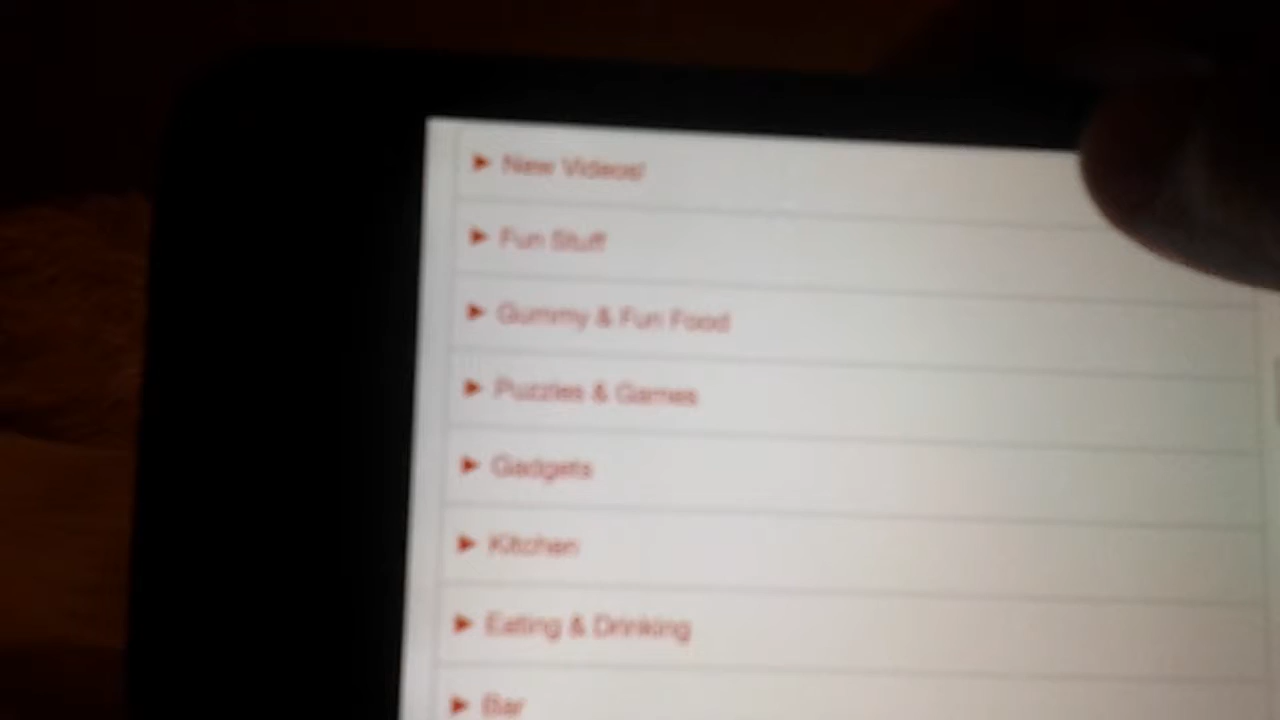 New Videos!
Fun Stuff
Gummy & Fun Food
Puzzles & Games
Gadgets
Kitchen
Eating & Drinking
Bar